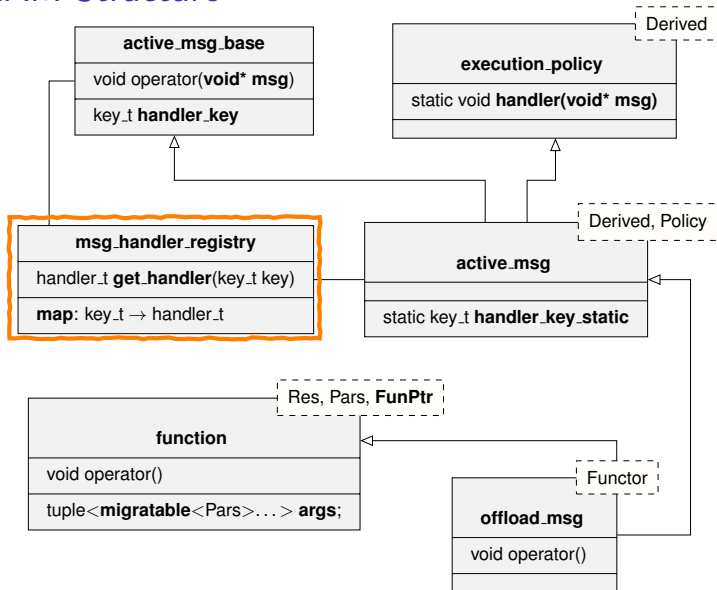 Structure
active_msg_base
void operator(void* msg)
key_t handler_key
Derived
execution_policy
static void handler(void* msg)
msg_handler_registry
handler_t get_handler(key_t key)
map: key_t → handler_t
Derived, Policy
active_msg
static key_t handler_key_static
Res, Pars, FunPtr
function
void operator()
tuple<migratable<Pars>...> args;
Functor
offload_msg
void operator()